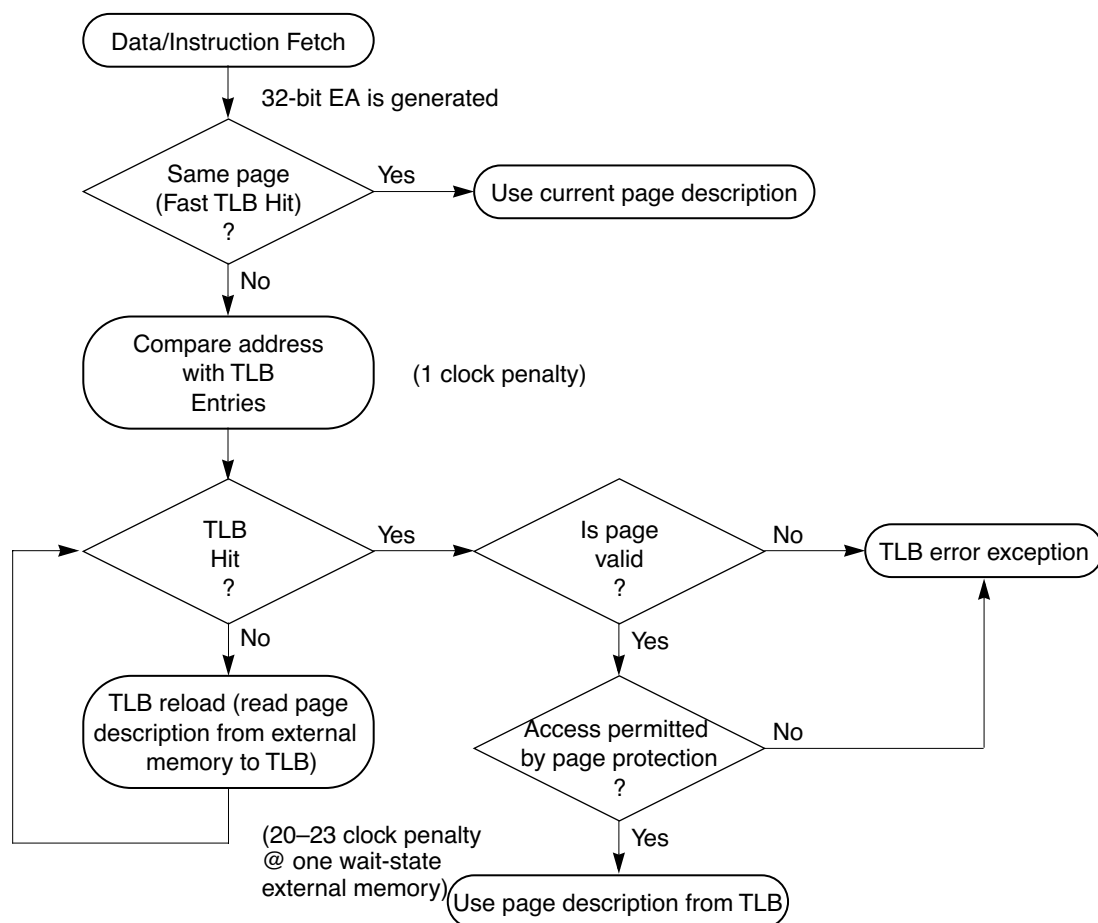 Data/Instruction Fetch
32-bit EA is generated
Same page
(Fast TLB Hit)
?
Yes
Use current page description
No
Compare address
with TLB
Entries
(1 clock penalty)
TLB
Hit
?
Yes
Is page
valid
?
No
TLB error exception
No
Yes
TLB reload (read page
description from external
memory to TLB)
Access permitted
by page protection
?
No
(20–23 clock penalty
@ one wait-state
external memory)
Yes
Use page description from TLB